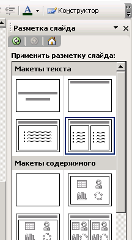 A Конструктор
Разметка слайда
Применить разметку слайда:
Макеты текста
Макеты содержимого